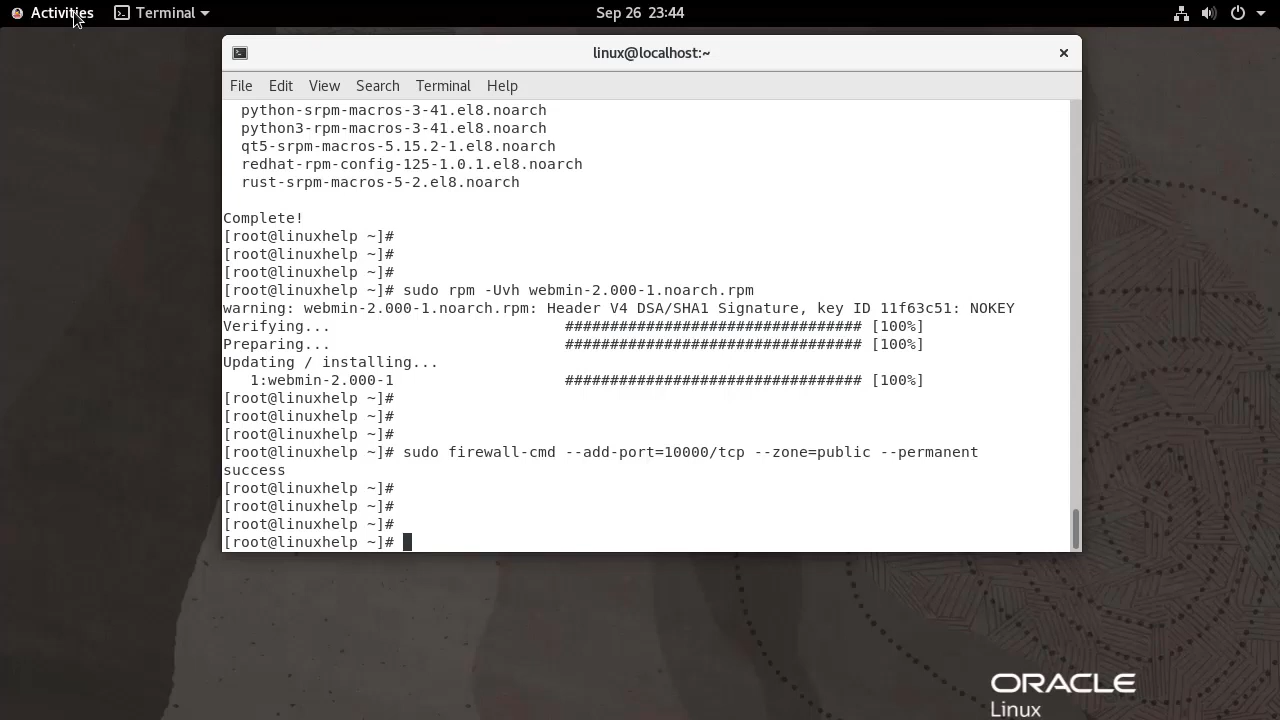 Activities
Terminal
Sep 26 23:44
linux@localhost:~
File Edit View Search Terminal Help
python-srpm-macros-3-41.el8.noarch
python3-rpm-macros-3-41.el8.noarch
qt5-srpm-macros-5.15.2-1.el8.noarch
redhat-rpm-config-125-1.0.1.el8.noarch
rust-srpm-macros-5-2.el8.noarch
Complete!
[root@linuxhelp ~]#
[root@linuxhelp ~]#
[root@linuxhelp ~]#
[root@linuxhelp ~]# sudo rpm -Uvh webmin-2.000-1.noarch.rpm
warning: webmin-2.000-1.noarch.rpm: Header V4 DSA/SHA1 Signature, key ID 11f63c51: NOKEY
Verifying... ################################# [100%]
Preparing... ################################# [100%]
Updating / installing...
1:webmin-2.000-1 ################################# [100%]
[root@linuxhelp ~]#
[root@linuxhelp ~]#
[root@linuxhelp ~]#
[root@linuxhelp ~]# sudo firewall-cmd --add-port=10000/tcp --zone=public --permanent
success
[root@linuxhelp ~]#
[root@linuxhelp ~]#
[root@linuxhelp ~]#
[root@linuxhelp ~]#
ORACLE
Linux